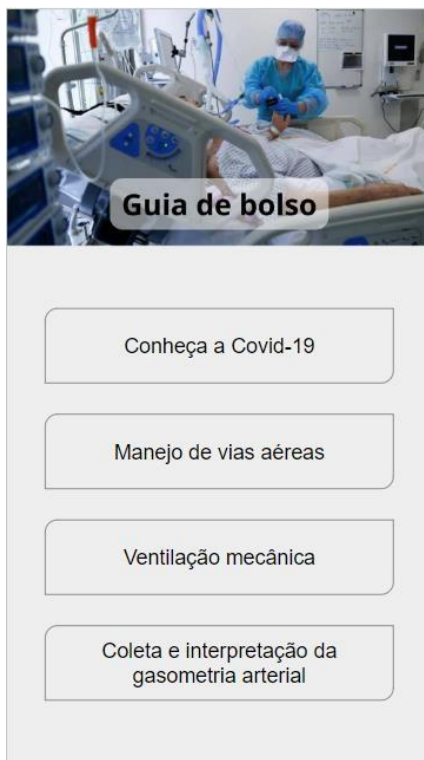 Guia de bolso
Conheça a Covid-19
Manejo de vias aéreas
Ventilação mecânica
Coleta e interpretação da
gasometria arterial